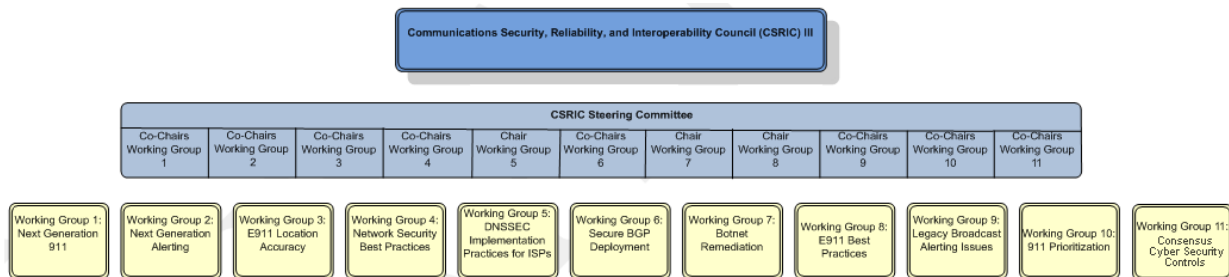 Communications Security, Reliability, and Interoperability Council (CSRIC) III
CSRIC Steering Committee
Co-Chairs
Working Group
1
Co-Chairs
Working Group
2
Co-Chairs
Working Group
3
Co-Chairs
Working Group
4
Chair
Working Group
5
Co-Chairs
Working Group
6
Chair
Working Group
7
Chair
Working Group
8
Co-Chairs
Working Group
9
Co-Chairs
Working Group
10
Co-Chairs
Working Group
11
Working Group 1:
Next Generation
911
Working Group 2:
Next Generation
Alerting
Working Group 3:
E911 Location
Accuracy
Working Group 4:
Network Security
Best Practices
Working Group 5:
DNSSEC
Implementation
Practices for ISPs
Working Group 6:
Secure BGP
Deployment
Working Group 7:
Botnet
Remediation
Working Group 8:
E911 Best
Practices
Working Group 9:
Legacy Broadcast
Alerting Issues
Working Group 10:
911 Prioritization
Working Group 11:
Consensus
Cyber Security
Controls